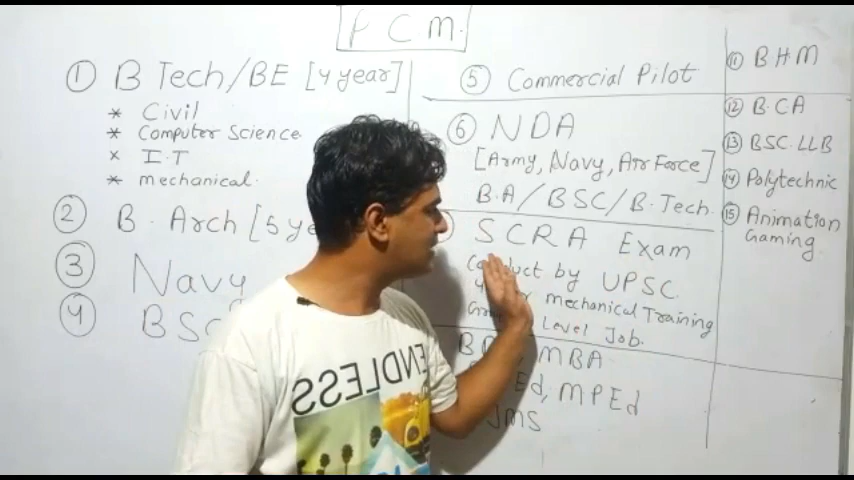 P C M.
① B Tech/BE [4 year]
* Civil
* Computer Science
x I.T
* mechanical.
② B. Arch [5 ye
③ Navy
④ BSC
⑤ Commercial Pilot
⑥ NDA
[Army, Navy, Air Force]
B.A/BSC/B.Tech.
SCRA Exam
by UPSC.
mechanical Training
Level Job.
MBA
Ed, MPEd
JMS
⑪ BHM
⑫ B.CA
⑬ BSC.LLB
⑭ Polytechnic
⑮ Animation
Gaming
ENDLESS